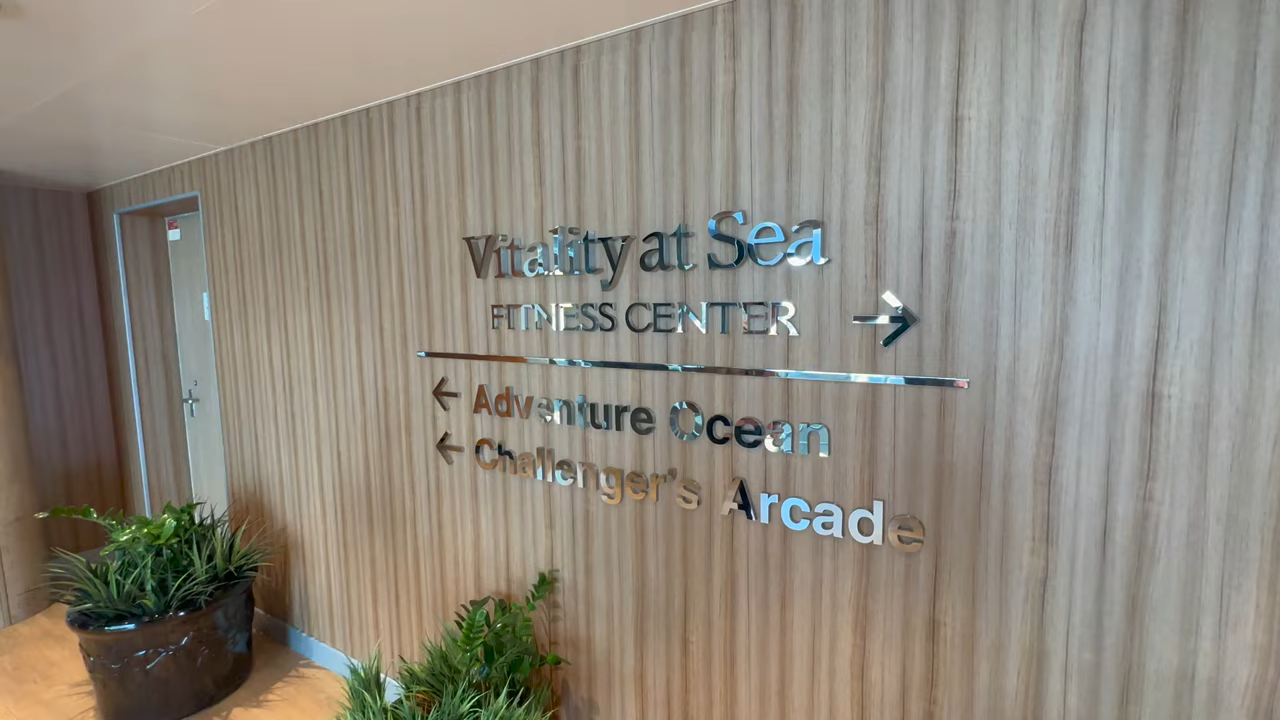 Vitality at Sea
FITNESS CENTER →
← Adventure Ocean
← Challenger's Arcade